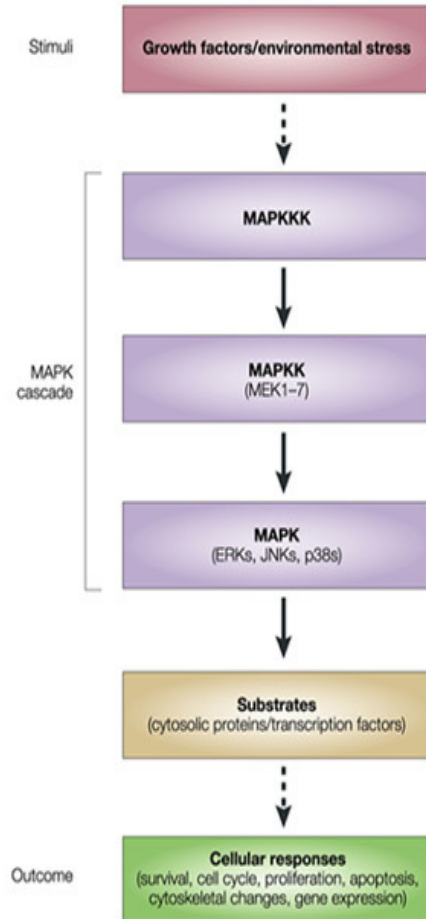 Stimuli
Growth factors/environmental stress
MAPKKK
MAPK
cascade
MAPKK
(MEK1–7)
MAPK
(ERKs, JNKs, p38s)
Substrates
(cytosolic proteins/transcription factors)
Outcome
Cellular responses
(survival, cell cycle, proliferation, apoptosis,
cytoskeletal changes, gene expression)